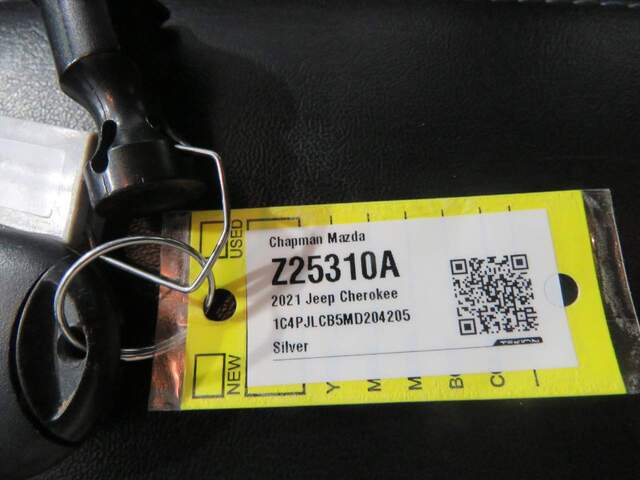 Chapman Mazda
Z25310A
2021 Jeep Cherokee
1C4PJLCB5MD204205
Silver
USED
NEW
Y
M
M